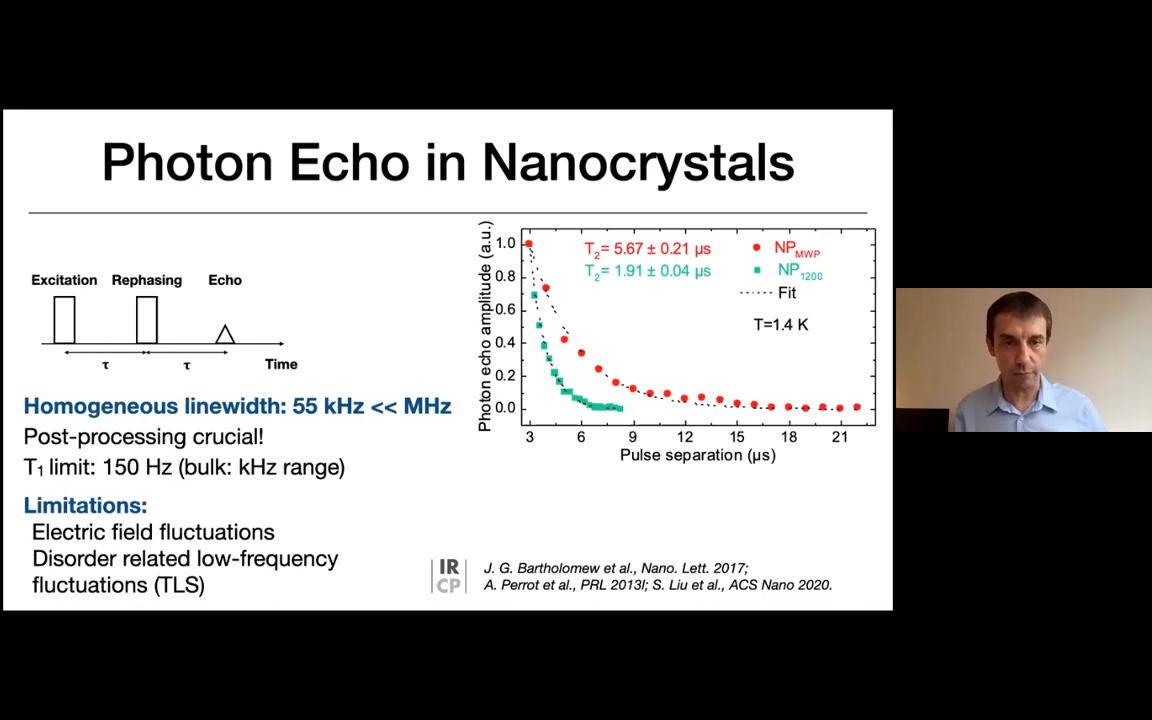 Photon Echo in Nanocrystals
Excitation Rephasing Echo
τ τ Time
Homogeneous linewidth: 55 kHz << MHz
Post-processing crucial!
T₁ limit: 150 Hz (bulk: kHz range)
Limitations:
Electric field fluctuations
Disorder related low-frequency
fluctuations (TLS)
Photon echo amplitude (a.u.)
1.0
0.8
0.6
0.4
0.2
0.0
T₂= 5.67 ± 0.21 µs
T₂= 1.91 ± 0.04 µs
NP_MWP
NP₁₂₀₀
Fit
T=1.4 K
3 6 9 12 15 18 21
Pulse separation (µs)
IR
CP
J. G. Bartholomew et al., Nano. Lett. 2017;
A. Perrot et al., PRL 2013l; S. Liu et al., ACS Nano 2020.